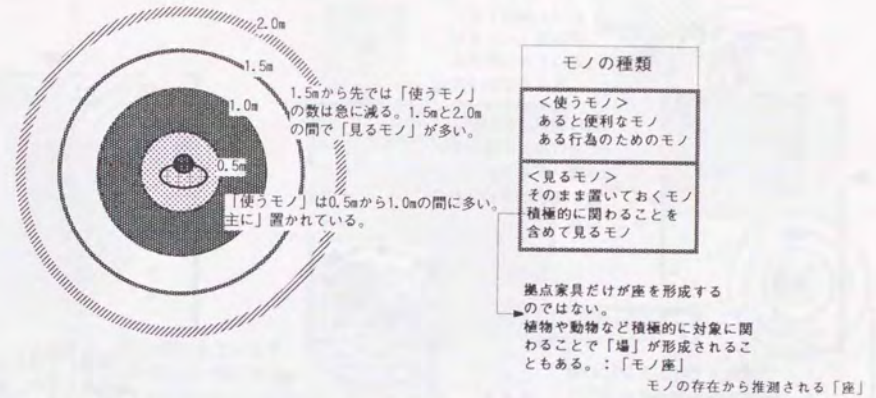 2.0m
1.5m
1.0m
0.5m
1.5mから先では「使うモノ」
の数は急に減る。1.5mと2.0m
の間で「見るモノ」が多い。
「使うモノ」は0.5mから1.0mの間に多い。
主に」置かれている。
モノの種類
＜使うモノ＞
あると便利なモノ
ある行為のためのモノ
＜見るモノ＞
そのまま置いておくモノ
積極的に関わることを
含めて見るモノ
拠点家具だけが座を形成する
のではない。
植物や動物など積極的に対象に関
わることで「場」が形成されるこ
ともある。：「モノ座」
モノの存在から推測される「座」